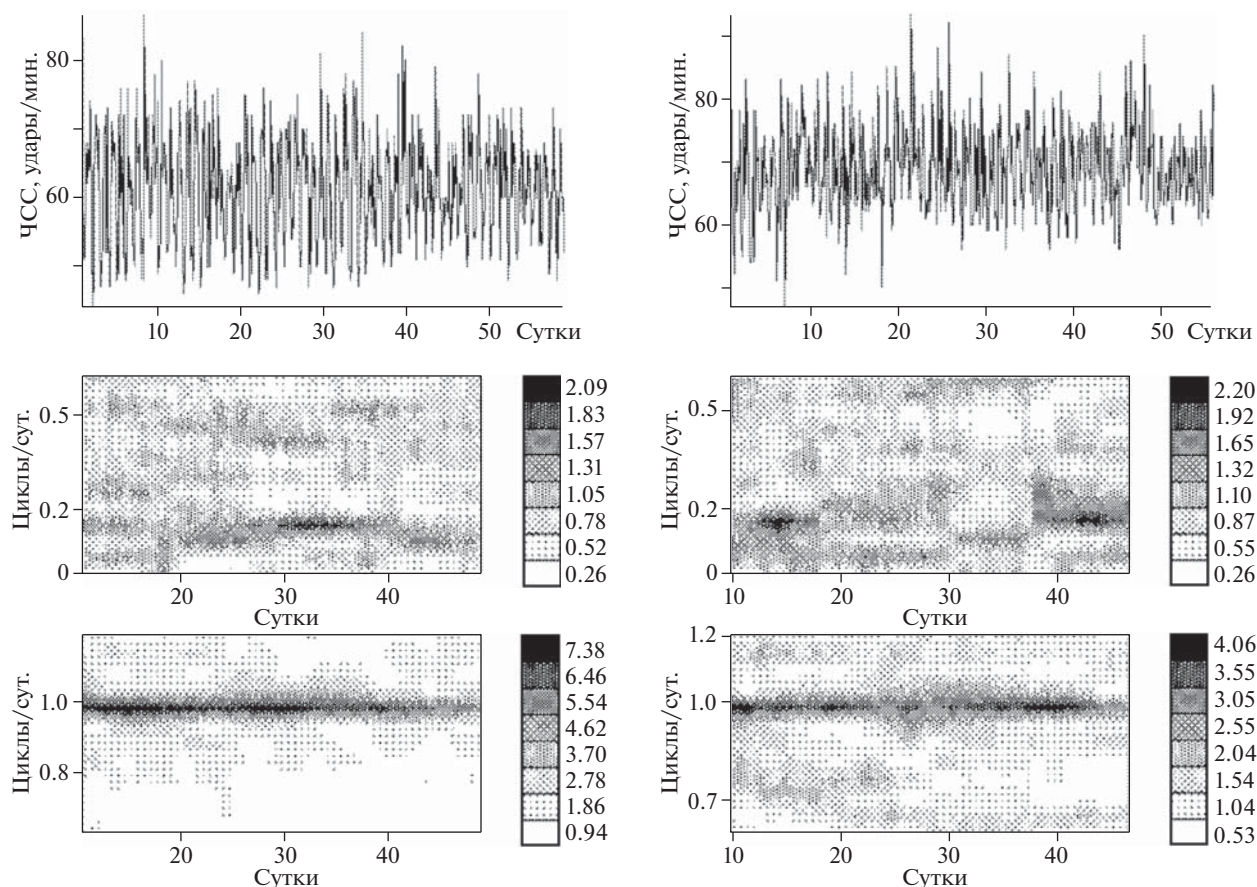 ЧСС, удары/мин.
80
60
10 20 30 40 50 Сутки
ЧСС, удары/мин.
80
60
10 20 30 40 50 Сутки
Циклы/сут.
0.5
0.2
0
20 30 40
Сутки
2.09
1.83
1.57
1.31
1.05
0.78
0.52
0.26
Циклы/сут.
0.5
0.2
0
10 20 30 40
Сутки
2.20
1.92
1.65
1.32
1.10
0.87
0.55
0.26
Циклы/сут.
1.0
0.8
20 30 40
Сутки
7.38
6.46
5.54
4.62
3.70
2.78
1.86
0.94
Циклы/сут.
1.2
1.0
0.7
10 20 30 40
Сутки
4.06
3.55
3.05
2.55
2.04
1.54
1.04
0.53